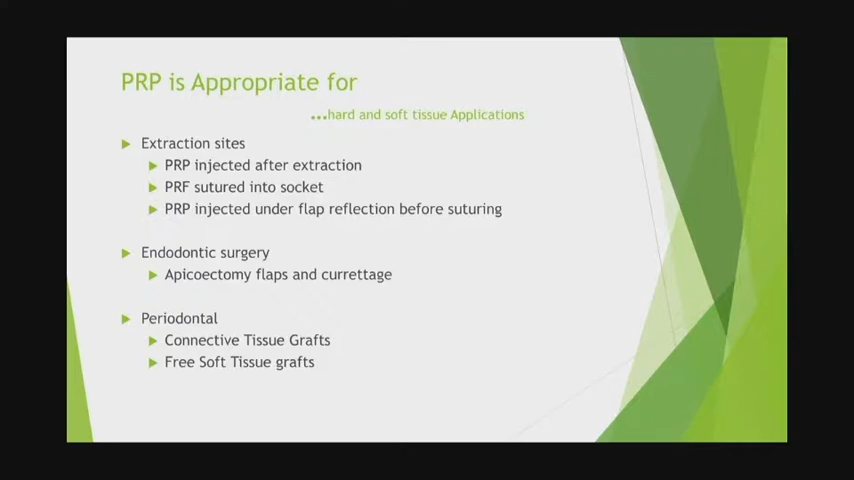 PRP is Appropriate for
...hard and soft tissue Applications
Extraction sites
PRP injected after extraction
PRF sutured into socket
PRP injected under flap reflection before suturing
Endodontic surgery
Apicoectomy flaps and currettage
Periodontal
Connective Tissue Grafts
Free Soft Tissue grafts